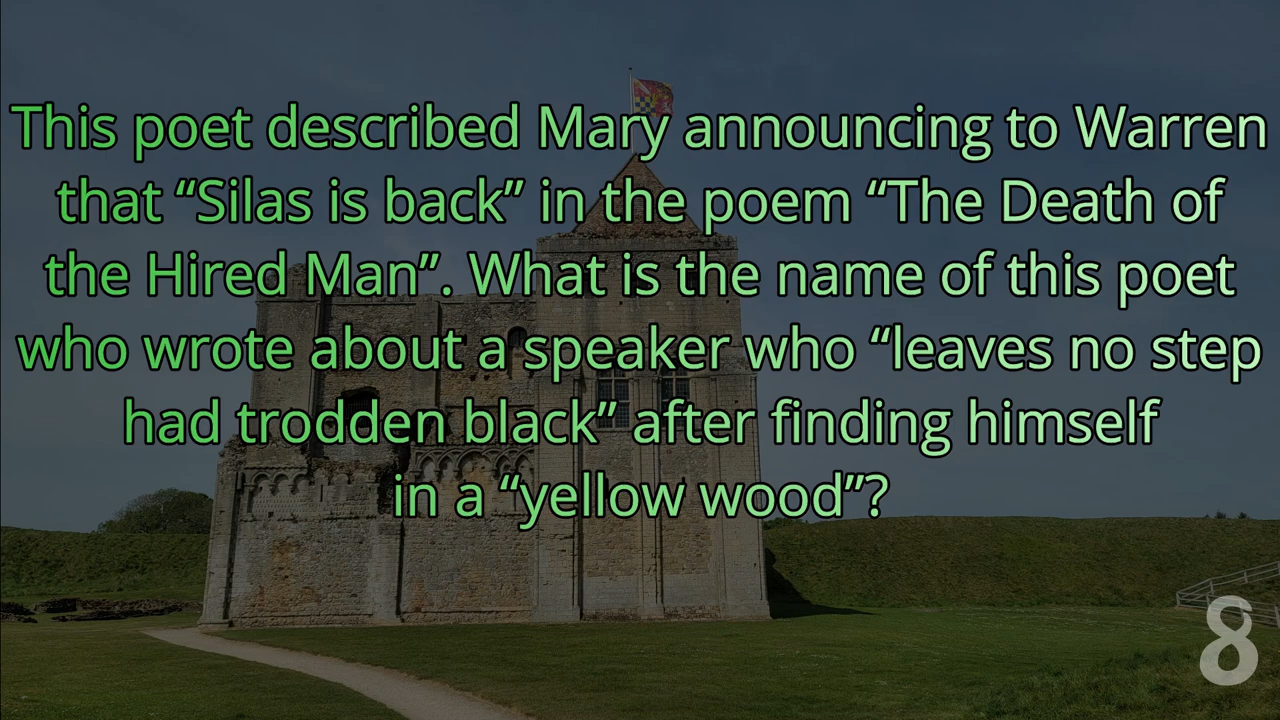 This poet described Mary announcing to Warren
that “Silas is back” in the poem “The Death of
the Hired Man”. What is the name of this poet
who wrote about a speaker who “leaves no step
had trodden black” after finding himself
in a “yellow wood”?
8